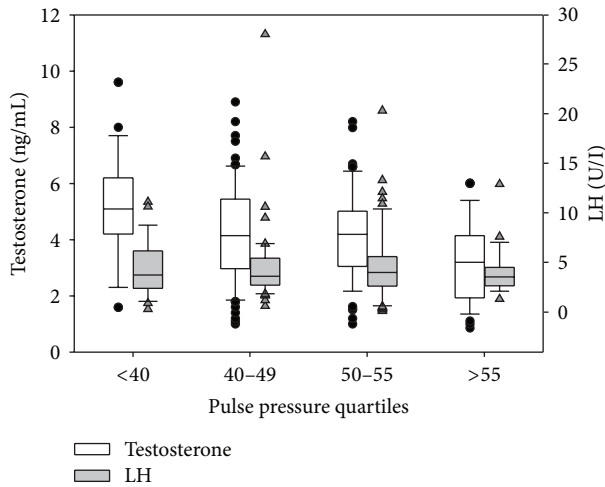 12
10
8
6
4
2
0
Testosterone (ng/mL)
30
25
20
15
10
5
0
LH (U/I)
<40 40–49 50–55 >55
Pulse pressure quartiles
Testosterone
LH